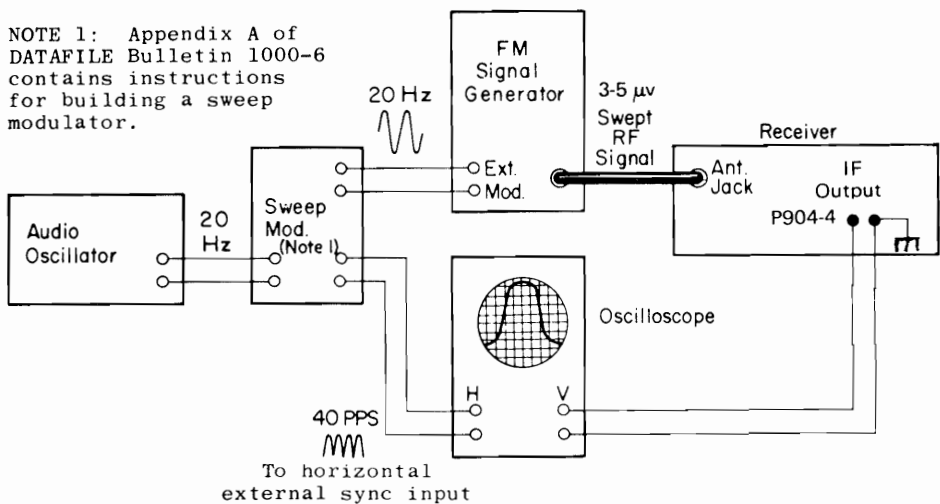 NOTE 1: Appendix A of
DATAFILE Bulletin 1000-6
contains instructions
for building a sweep
modulator.
20 Hz
FM
Signal
Generator
Ext.
Mod.
3-5 μv
Swept
RF
Signal
Receiver
Ant.
Jack
IF
Output
P904-4
Audio
Oscillator
20
Hz
Sweep
Mod.
(Note 1)
Oscilloscope
H
V
40 PPS
To horizontal
external sync input